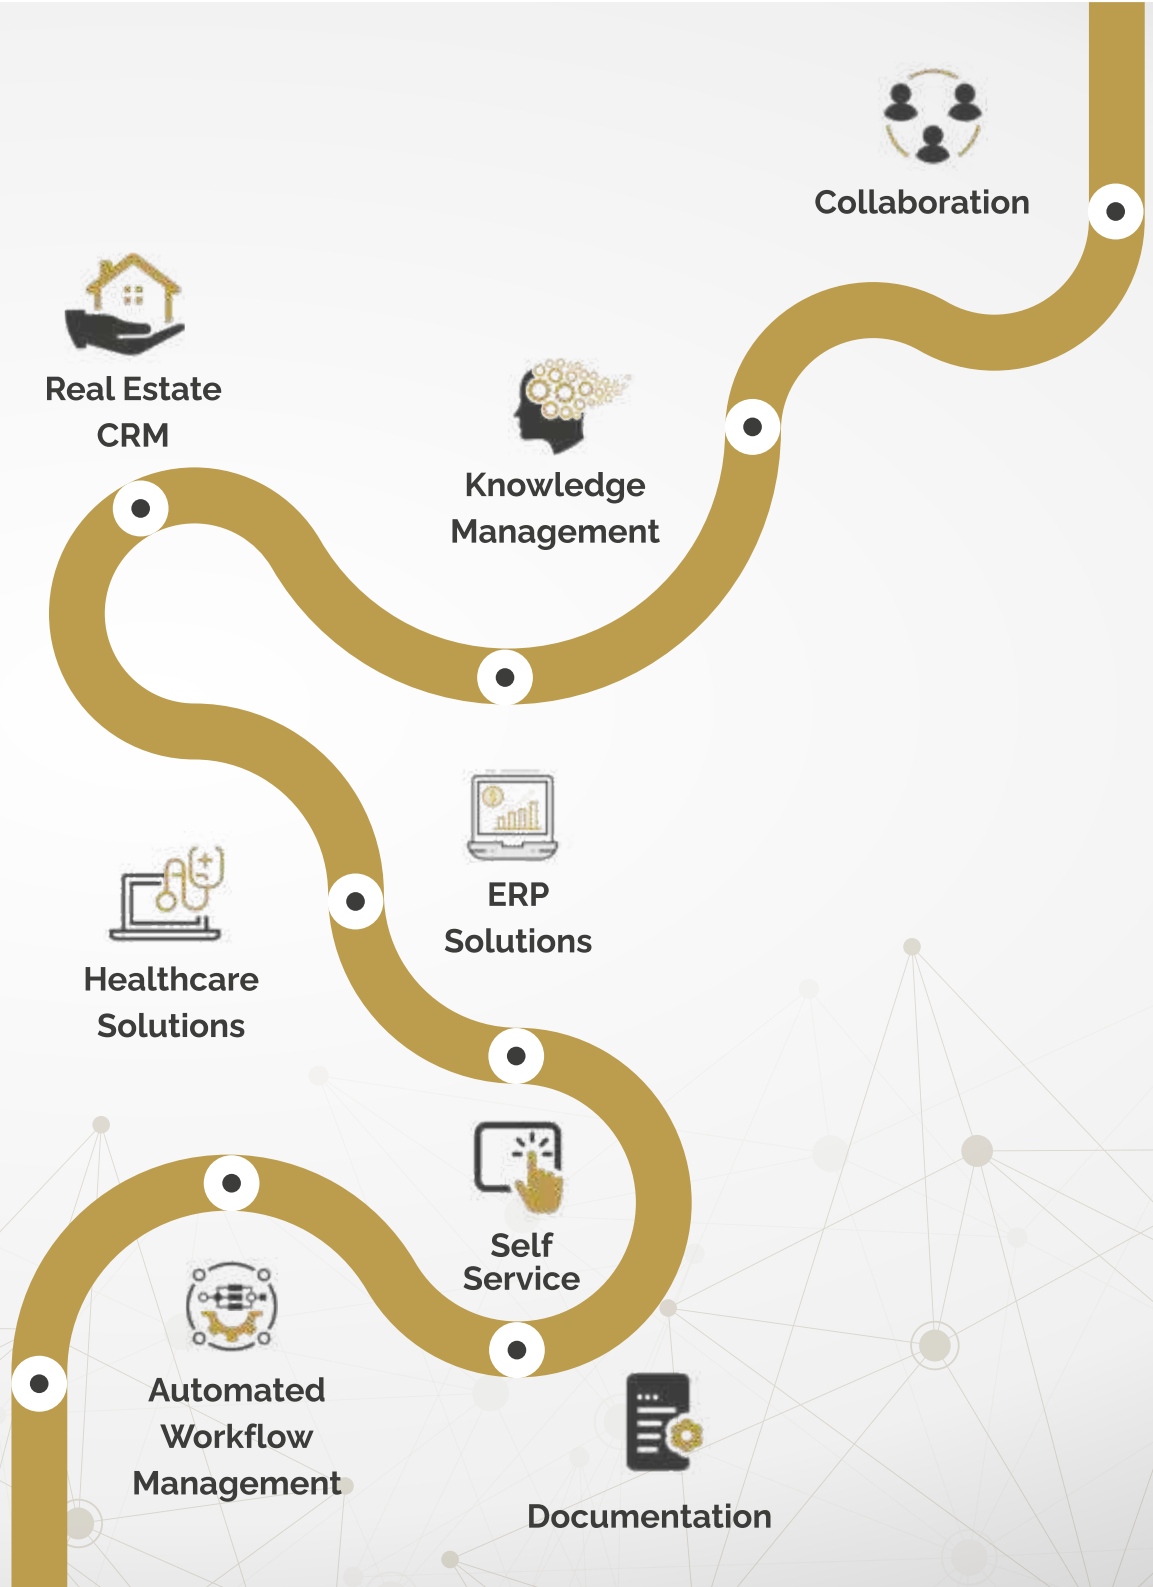 Collaboration
Real Estate
CRM
Knowledge
Management
ERP
Solutions
Healthcare
Solutions
Self
Service
Automated
Workflow
Management
Documentation